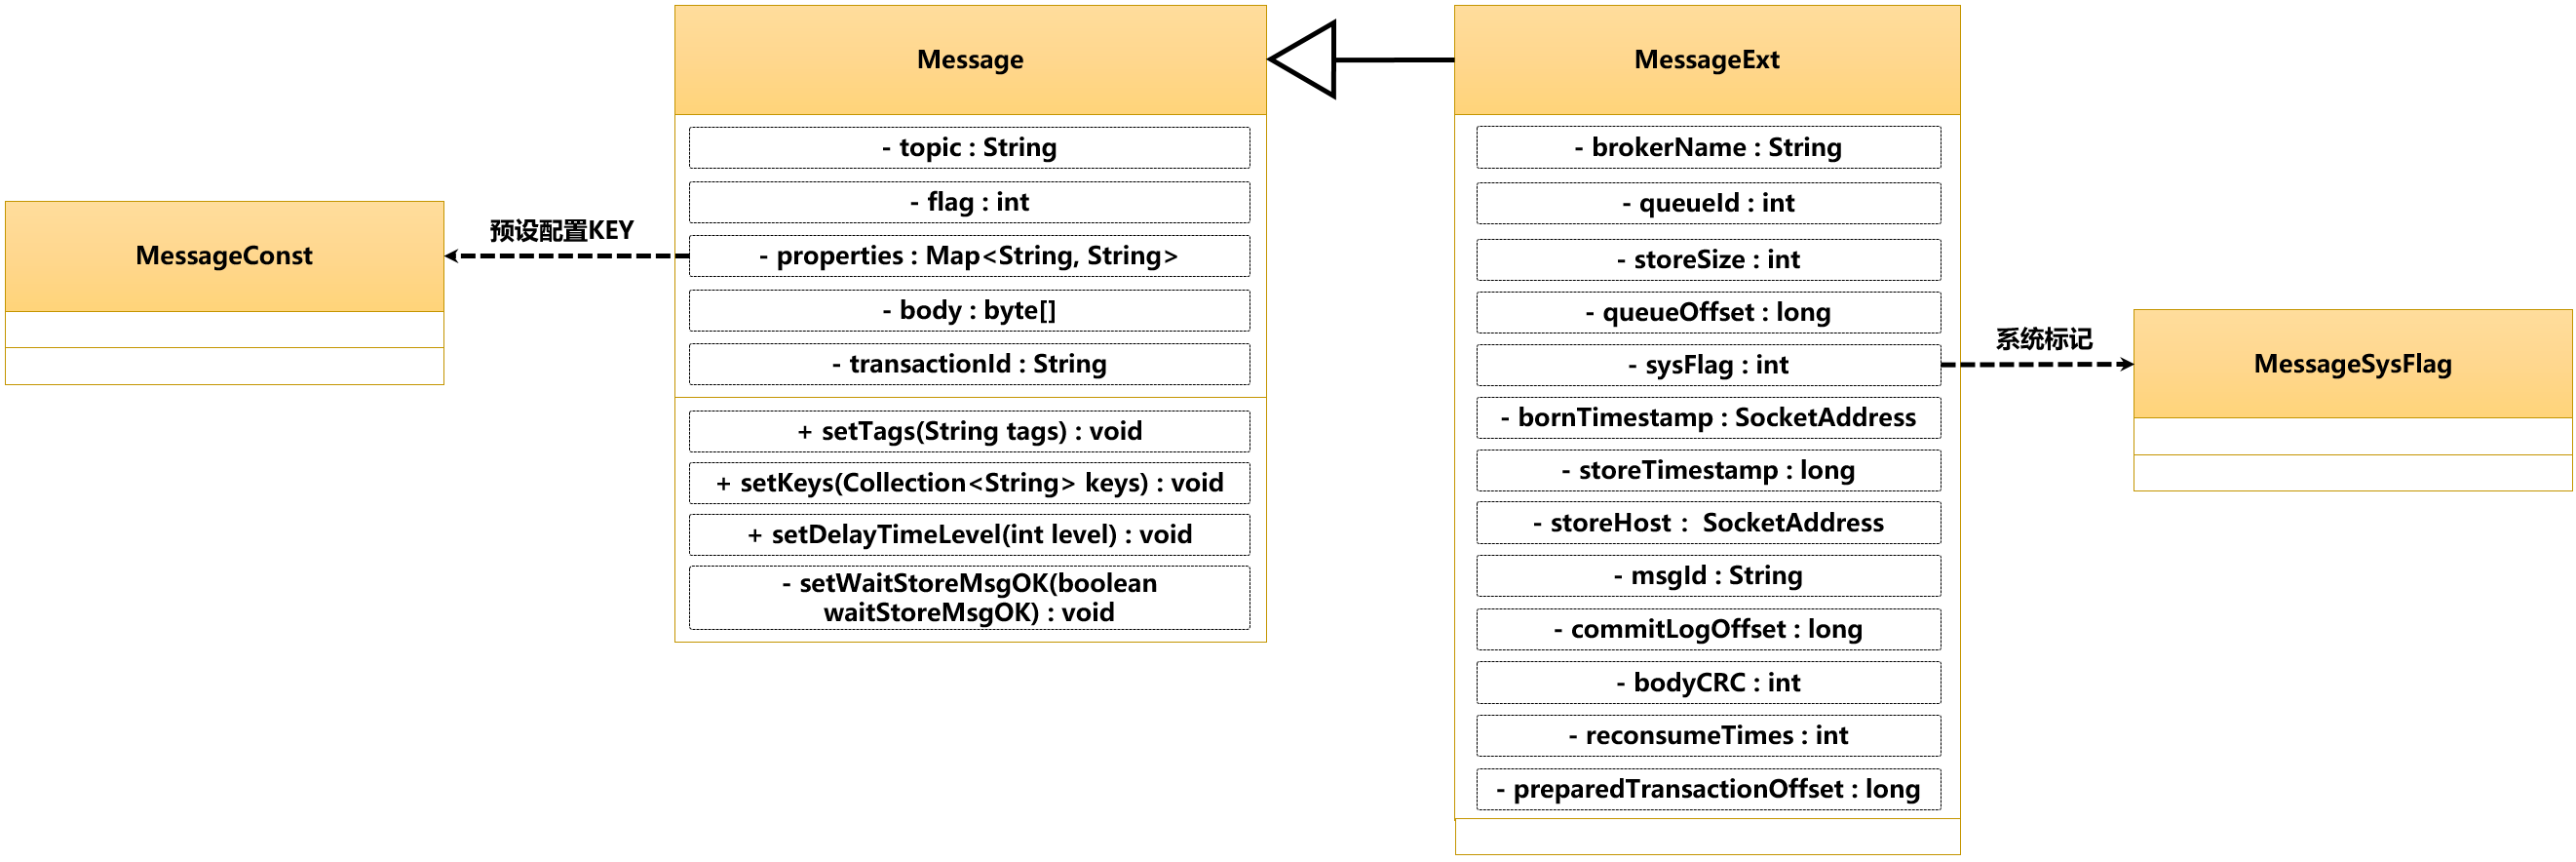 MessageConst
预设配置KEY
Message
- topic : String
- flag : int
- properties : Map<String, String>
- body : byte[]
- transactionId : String
+ setTags(String tags) : void
+ setKeys(Collection<String> keys) : void
+ setDelayTimeLevel(int level) : void
- setWaitStoreMsgOK(boolean
waitStoreMsgOK) : void
MessageExt
- brokerName : String
- queueId : int
- storeSize : int
- queueOffset : long
- sysFlag : int
- bornTimestamp : SocketAddress
- storeTimestamp : long
- storeHost： SocketAddress
- msgId : String
- commitLogOffset : long
- bodyCRC : int
- reconsumeTimes : int
- preparedTransactionOffset : long
系统标记
MessageSysFlag